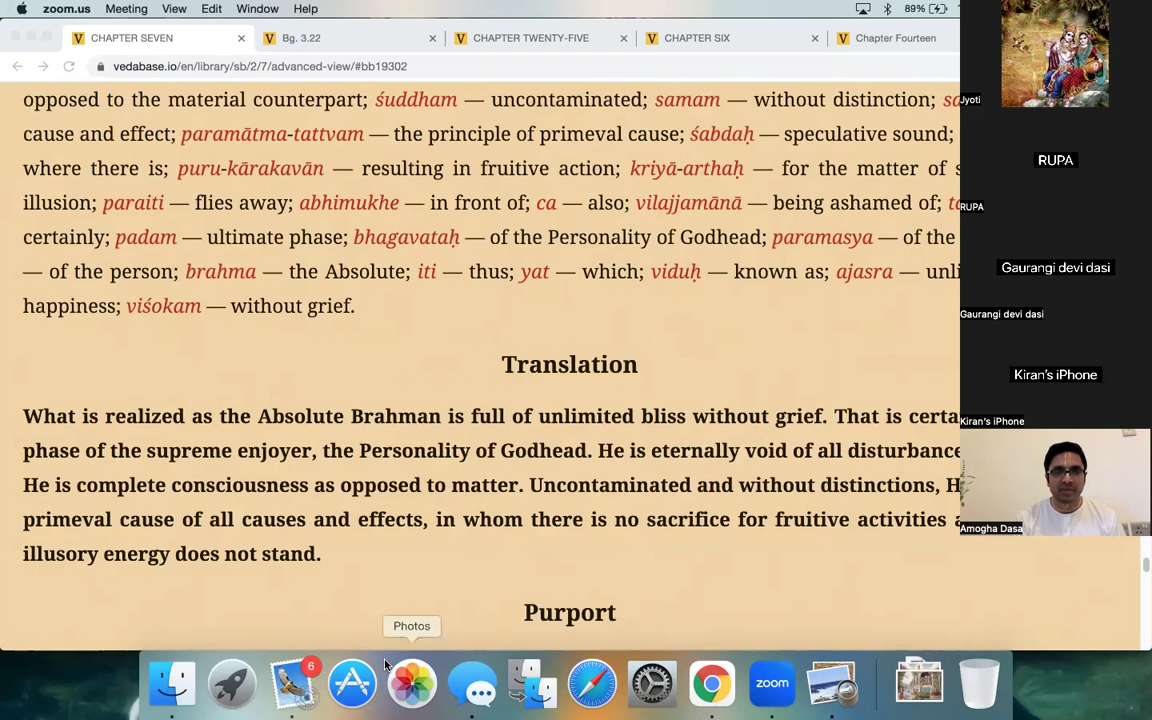 zoom.us Meeting View Edit Window Help 89%
CHAPTER SEVEN Bg. 3.22 CHAPTER TWENTY-FIVE CHAPTER SIX Chapter Fourteen
vedabase.io/en/library/sb/2/7/advanced-view/#bb19302
opposed to the material counterpart; śuddham — uncontaminated; samam — without distinction;
cause and effect; paramātma-tattvam — the principle of primeval cause; śabdaḥ — speculative sound;
where there is; puru-kārakavān — resulting in fruitive action; kriyā-arthaḥ — for the matter of
illusion; paraiti — flies away; abhimukhe — in front of; ca — also; vilajjamānā — being ashamed of;
certainly; padam — ultimate phase; bhagavataḥ — of the Personality of Godhead; paramasya — of the
— of the person; brahma — the Absolute; iti — thus; yat — which; viduḥ — known as; ajasra —
happiness; viśokam — without grief.
Translation
What is realized as the Absolute Brahman is full of unlimited bliss without grief. That is
phase of the supreme enjoyer, the Personality of Godhead. He is eternally void of all
He is complete consciousness as opposed to matter. Uncontaminated and without distinctions,
primeval cause of all causes and effects, in whom there is no sacrifice for fruitive activities
illusory energy does not stand.
Purport
Photos
6
zoom
Jyoti
RUPA
RUPA
Gaurangi devi dasi
Gaurangi devi dasi
Kiran's iPhone
Kiran's iPhone
Amogha Dasa